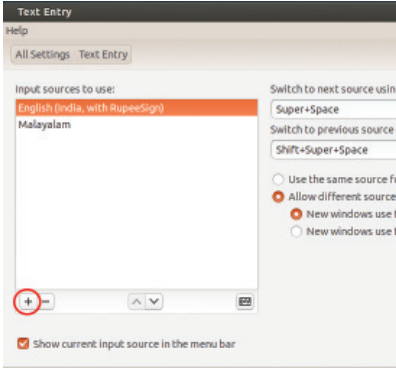 Text Entry
Help
All Settings Text Entry
Input sources to use:
English (India, with RupeeSign)
Malayalam
Switch to next source usin
Super+Space
Switch to previous source
Shift+Super+Space
Use the same source f
Allow different source
New windows use
New windows use
Show current input source in the menu bar